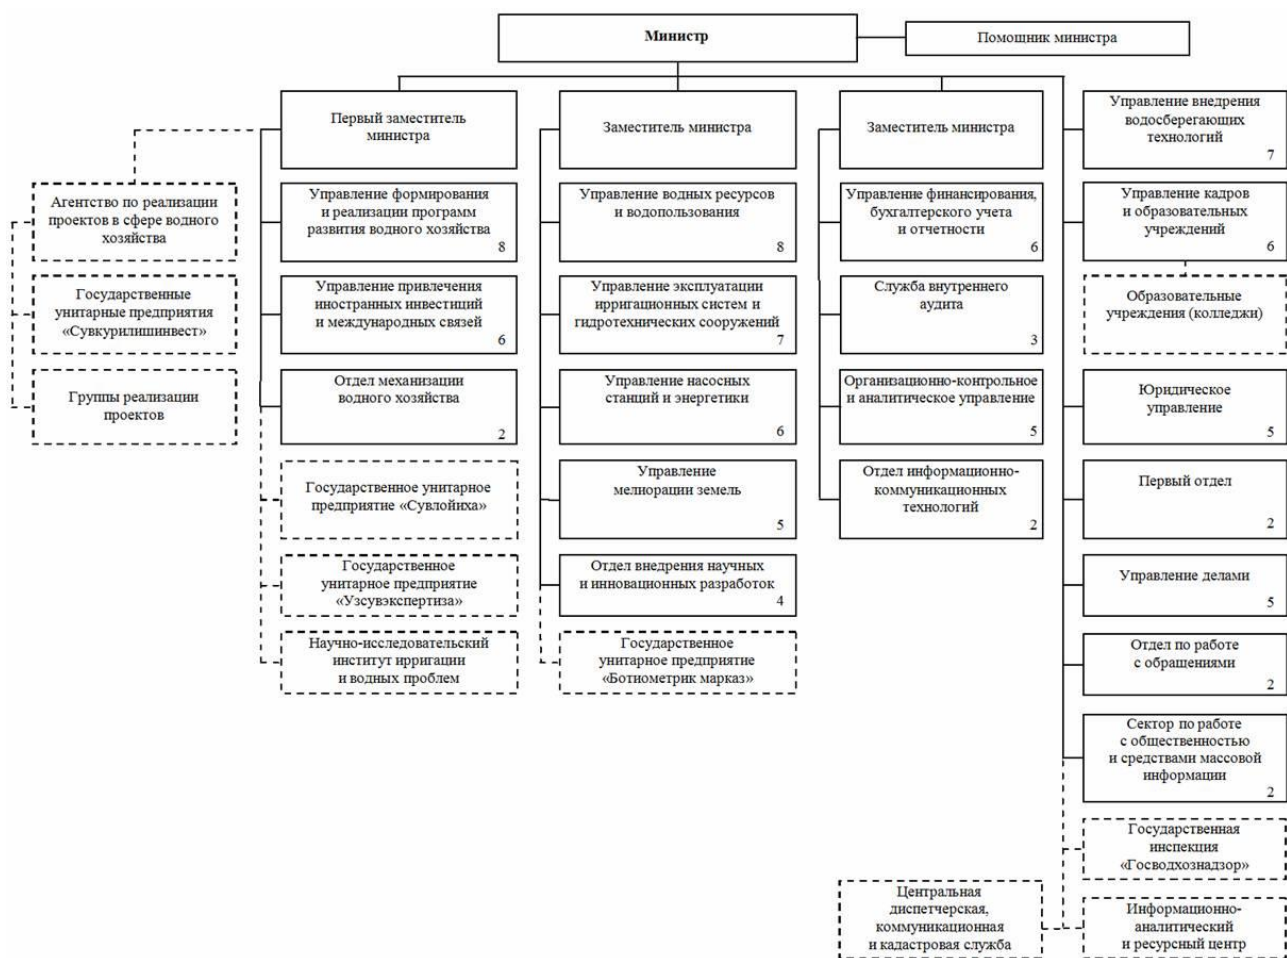 Министр
Помощник министра
Первый заместитель
министра
Заместитель министра
Заместитель министра
Управление внедрения
водосберегающих
технологий
7
Агентство по реализации
проектов в сфере водного
хозяйства
Управление формирования
и реализации программ
развития водного хозяйства
8
Управление водных ресурсов
и водопользования
8
Управление финансирования,
бухгалтерского учета
и отчетности
6
Управление кадров
и образовательных
учреждений
6
Государственные
унитарные предприятия
«Сувкурилишинвест»
Управление привлечения
иностранных инвестиций
и международных связей
6
Управление эксплуатации
ирригационных систем и
гидротехнических сооружений
7
Служба внутреннего
аудита
3
Образовательные
учреждения (колледжи)
Группы реализации
проектов
Отдел механизации
водного хозяйства
2
Управление насосных
станций и энергетики
6
Организационно-контрольное
и аналитическое управление
5
Юридическое
управление
5
Государственное унитарное
предприятие «Сувлойиха»
Управление
мелиорации земель
5
Отдел информационно-
коммуникационных
технологий
2
Первый отдел
2
Государственное
унитарное предприятие
«Узсувэкспертиза»
Отдел внедрения научных
и инновационных разработок
4
Управление делами
5
Научно-исследовательский
институт ирригации
и водных проблем
Государственное
унитарное предприятие
«Ботиометрик марказ»
Отдел по работе
с обращениями
2
Сектор по работе
с общественностью
и средствами массовой
информации
2
Государственная
инспекция
«Госводхознадзор»
Центральная
диспетчерская,
коммуникационная
и кадастровая служба
Информационно-
аналитический
и ресурсный центр